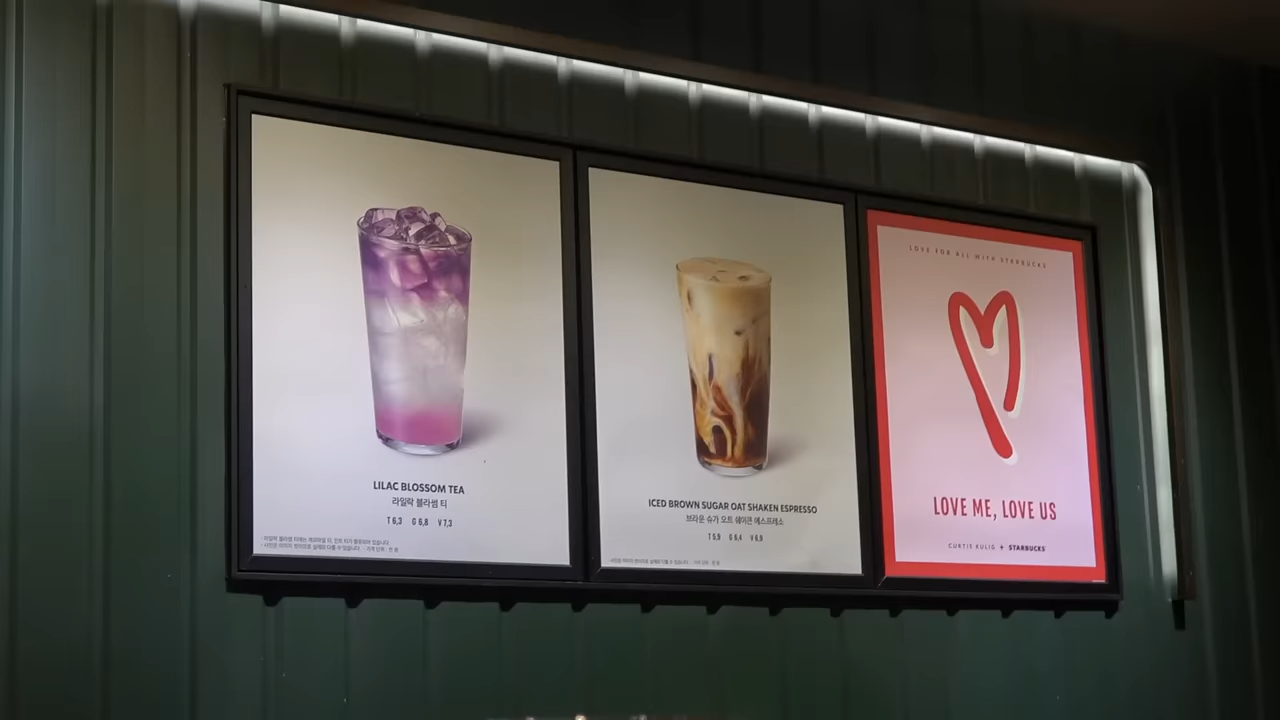 LILAC BLOSSOM TEA
라일락 블라썸 티
T 6,3 G 6,8 V 7,3
ICED BROWN SUGAR OAT SHAKEN ESPRESSO
브라운 슈가 오트 쉐이큰 에스프레소
T 5,9 G 6,4 V 6,9
LOVE FOR ALL WITH STARBUCKS
LOVE ME, LOVE US
CURTIS KULIG + STARBUCKS